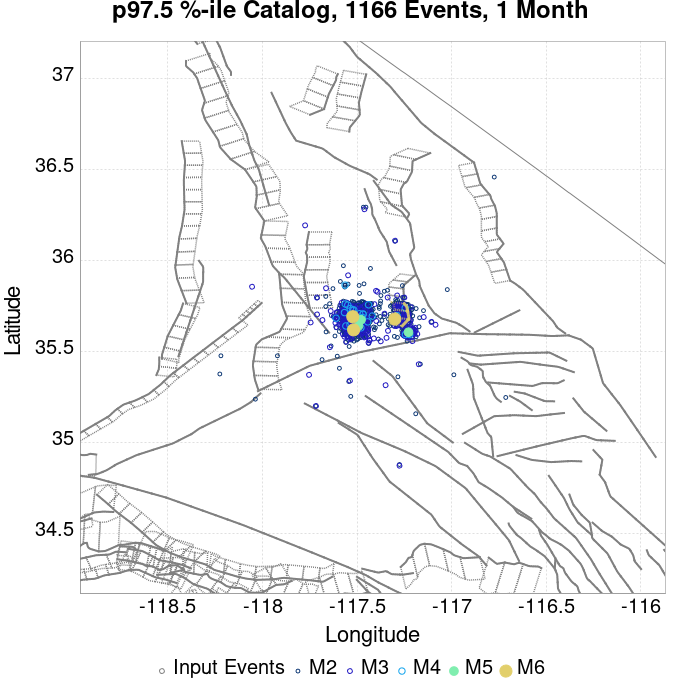 p97.5 %-ile Catalog, 1166 Events, 1 Month
37
36.5
36
35.5
35
34.5
Latitude
-118.5 -118 -117.5 -117 -116.5 -116
Longitude
Input Events M2 M3 M4 M5 M6